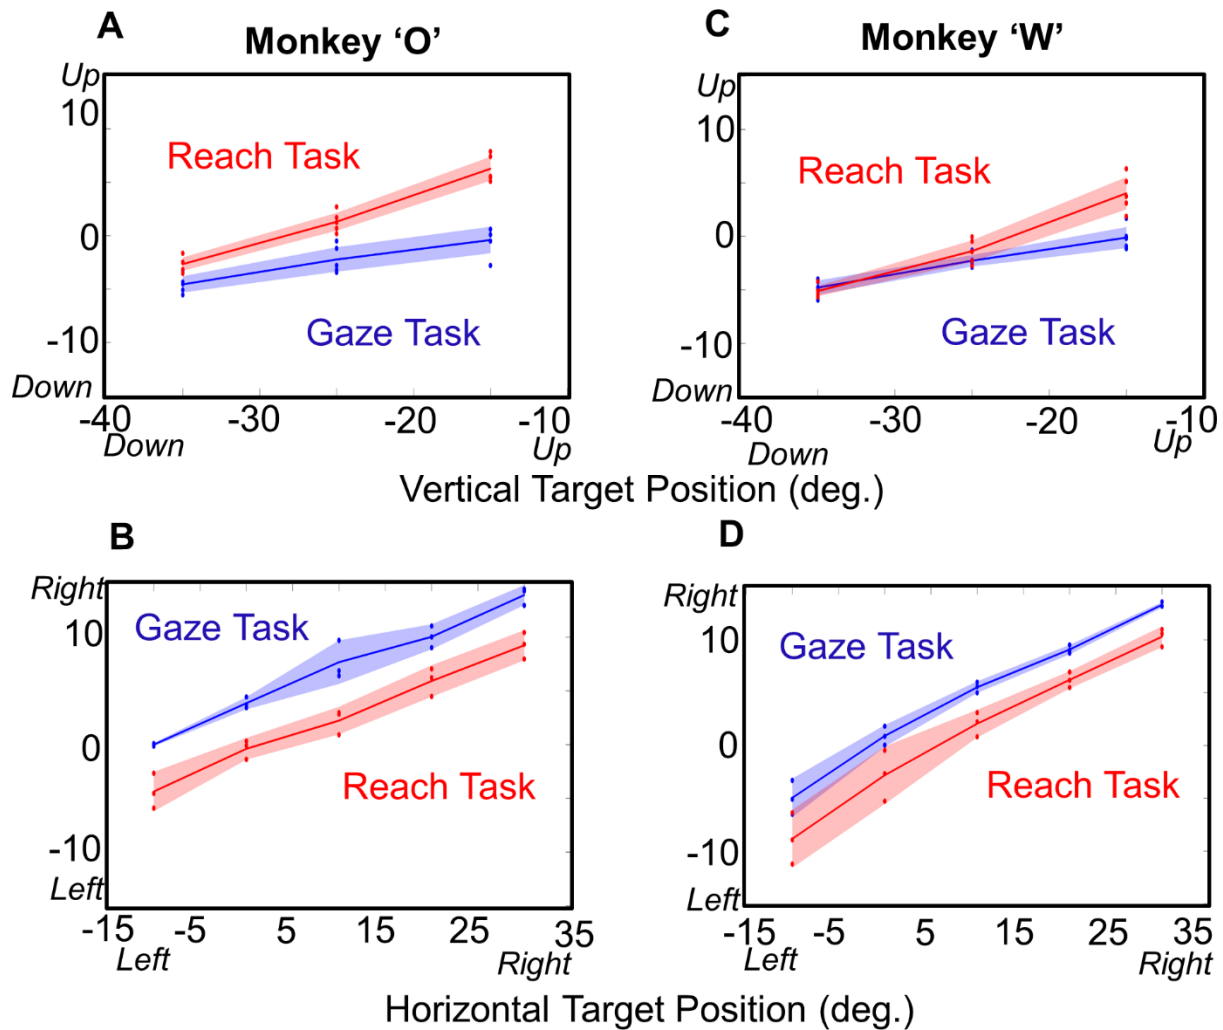 A
Monkey ‘O’
Up
10
Reach Task
0
Gaze Task
-10
Down
-40 -30 -20 -10
Down Up
C
Monkey ‘W’
Up
10
Reach Task
0
Gaze Task
-10
Down
-40 -30 -20 -10
Down Up
Vertical Target Position (deg.)
B
Right
10
Gaze Task
0
Reach Task
-10
Left
-15 -5 5 15 25 35
Left Right
D
Right
10
Gaze Task
0
Reach Task
-10
Left
-15 -5 5 15 25 35
Left Right
Horizontal Target Position (deg.)